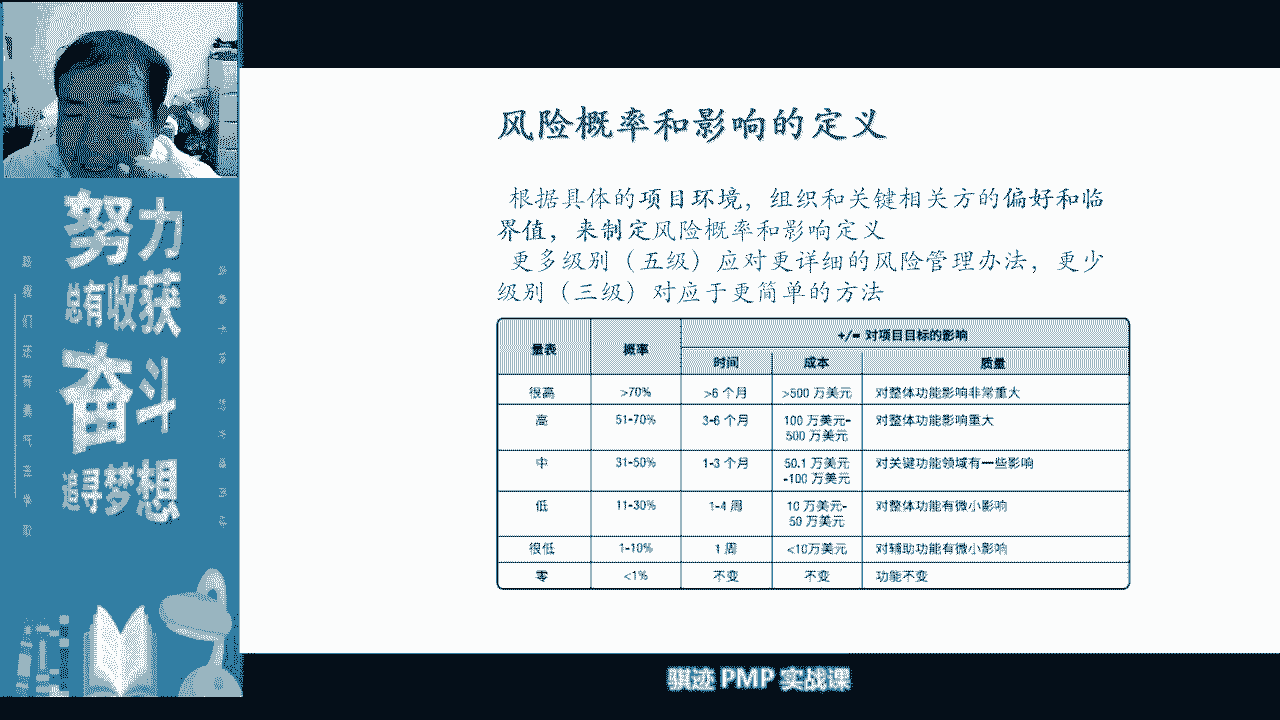 努力
总有收获
奋斗
追寻梦想
风险概率和影响的定义
根据具体的项目环境，组织和关键相关方的偏好和临
界值，来制定风险概率和影响定义
更多级别（五级）应对更详细的风险管理办法，更少
级别（三级）对应于更简单的方法
量表 概率 +/- 对项目目标的影响
时间 成本 质量
很高 >70% >6 个月 >500 万美元 对整体功能影响非常重大
高 51-70% 3-6 个月 100 万美元- 对整体功能影响重大
500 万美元
中 31-50% 1-3 个月 50.1 万美元 对关键功能领域有一些影响
-100 万美元
低 11-30% 1-4 周 10 万美元- 对整体功能有微小影响
50 万美元
很低 1-10% 1 周 <10万美元 对辅助功能有微小影响
零 <1% 不变 不变 功能不变
骐迹 PMP 实战课